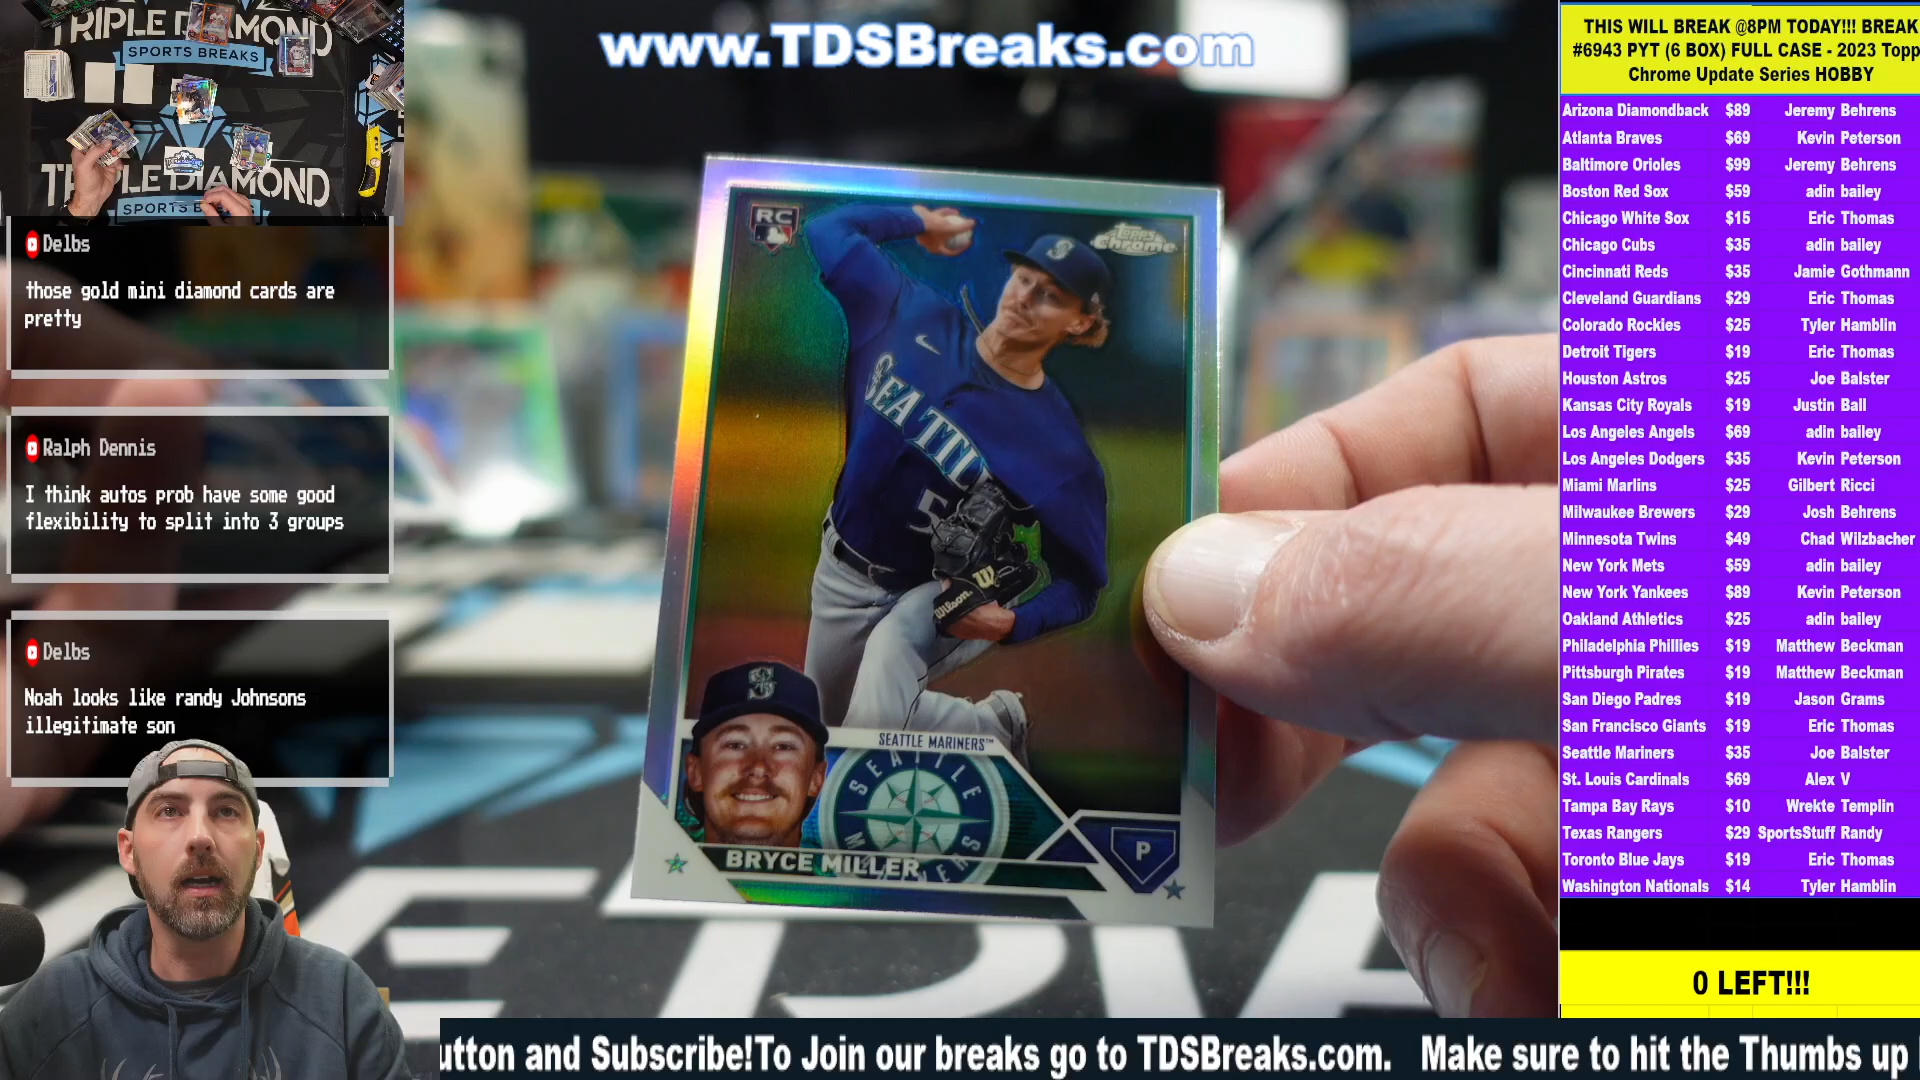 TRIPLE DIAMOND
SPORTS BREAKS
TRIPLE DIAMOND
SPORTS B
www.TDSBreaks.com
Delbs
those gold mini diamond cards are
pretty
Ralph Dennis
I think autos prob have some good
flexibility to split into 3 groups
Delbs
Noah looks like randy Johnsons
illegitimate son
RC
Topps
Chrome
SEATTL
5
W
Wilson
S
SEATTLE MARINERS™
SEATTLE
MARINERS
BRYCE MILLER
P
THIS WILL BREAK @8PM TODAY!!! BREAK
#6943 PYT (6 BOX) FULL CASE - 2023 Topp
Chrome Update Series HOBBY
Arizona Diamondback $89 Jeremy Behrens
Atlanta Braves $69 Kevin Peterson
Baltimore Orioles $99 Jeremy Behrens
Boston Red Sox $59 adin bailey
Chicago White Sox $15 Eric Thomas
Chicago Cubs $35 adin bailey
Cincinnati Reds $35 Jamie Gothmann
Cleveland Guardians $29 Eric Thomas
Colorado Rockies $25 Tyler Hamblin
Detroit Tigers $19 Eric Thomas
Houston Astros $25 Joe Balster
Kansas City Royals $19 Justin Ball
Los Angeles Angels $69 adin bailey
Los Angeles Dodgers $35 Kevin Peterson
Miami Marlins $25 Gilbert Ricci
Milwaukee Brewers $29 Josh Behrens
Minnesota Twins $49 Chad Wilzbacher
New York Mets $59 adin bailey
New York Yankees $89 Kevin Peterson
Oakland Athletics $25 adin bailey
Philadelphia Phillies $19 Matthew Beckman
Pittsburgh Pirates $19 Matthew Beckman
San Diego Padres $19 Jason Grams
San Francisco Giants $19 Eric Thomas
Seattle Mariners $35 Joe Balster
St. Louis Cardinals $69 Alex V
Tampa Bay Rays $10 Wrekte Templin
Texas Rangers $29 SportsStuff Randy
Toronto Blue Jays $19 Eric Thomas
Washington Nationals $14 Tyler Hamblin
0 LEFT!!!
utton and Subscribe!To Join our breaks go to TDSBreaks.com. Make sure to hit the Thumbs up